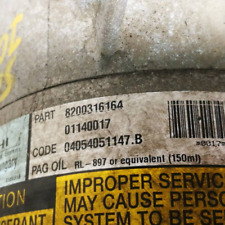 PART 8200316164
01140017
CODE 04054051147.B
PAG OIL RL-897 or equivalent (150ml)
IMPROPER SERVIC
MAY CAUSE PERSO
SYSTEM TO BE SER